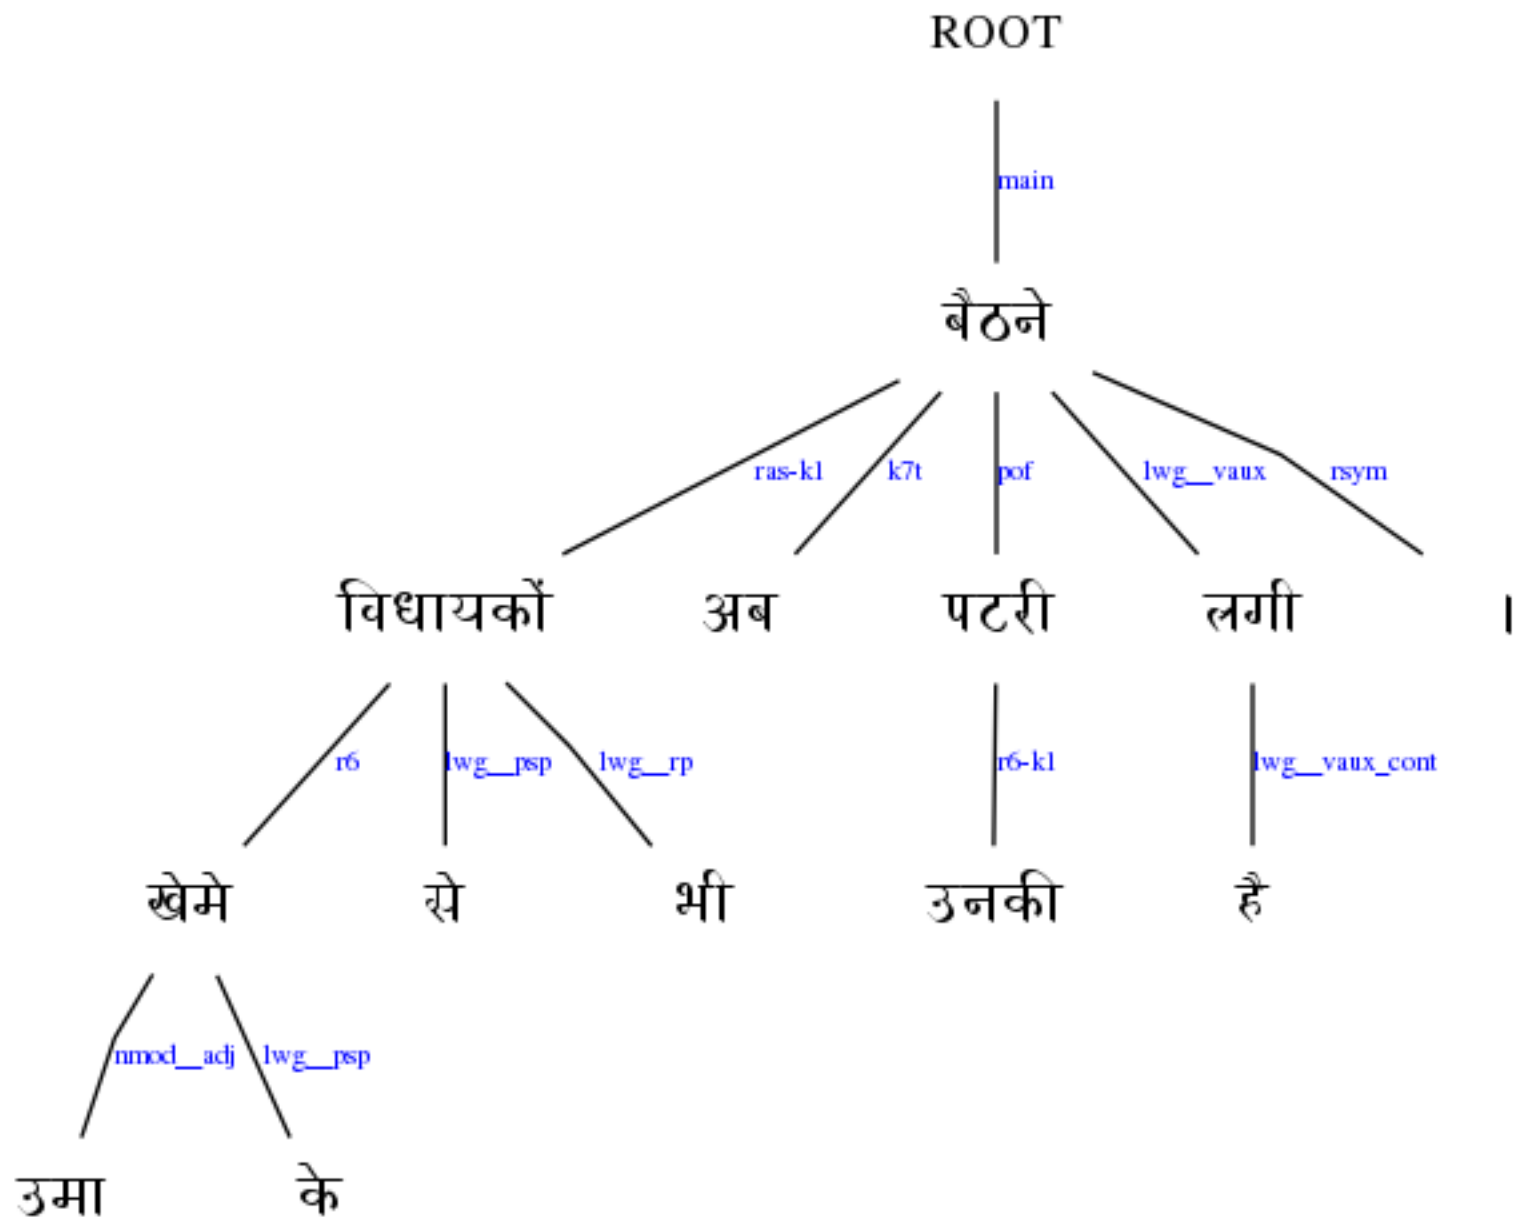 ROOT
main
बैठने
ras-k1 k7t pof lwg__vaux rsym
विधायकों अब पटरी लगी ।
r6 lwg__psp lwg__rp r6-k1 lwg__vaux_cont
खेमे से भी उनकी है
nmod__adj lwg__psp
उमा के